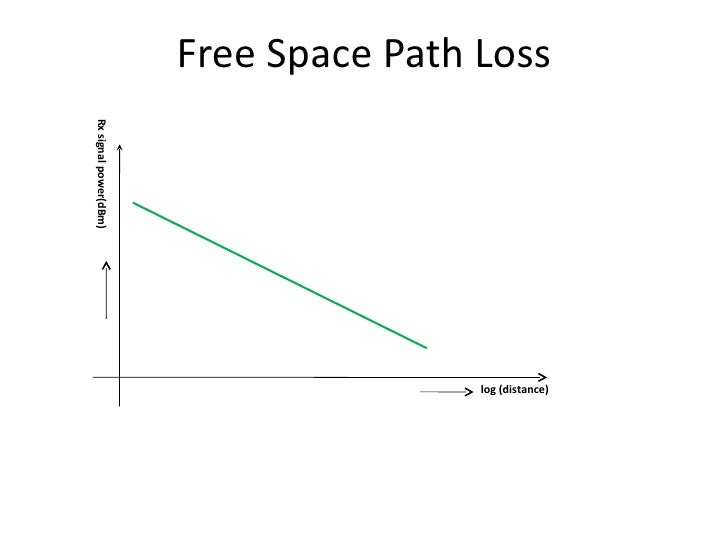 Free Space Path Loss
Rx signal power(dBm)
log (distance)